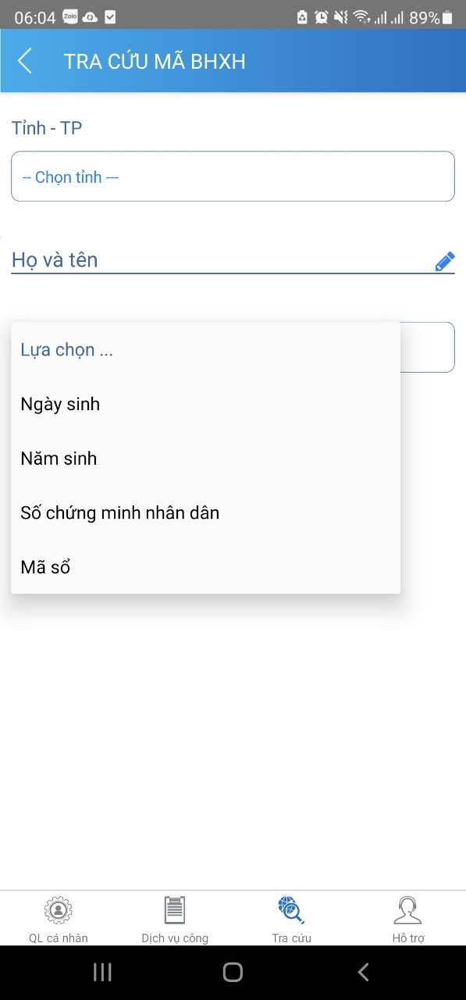 06:04 Zalo 89%
TRA CỨU MÃ BHXH
Tỉnh - TP
-- Chọn tỉnh ---
Họ và tên
Lựa chọn ...
Ngày sinh
Năm sinh
Số chứng minh nhân dân
Mã sổ
QL cá nhân Dịch vụ công Tra cứu Hỗ trợ